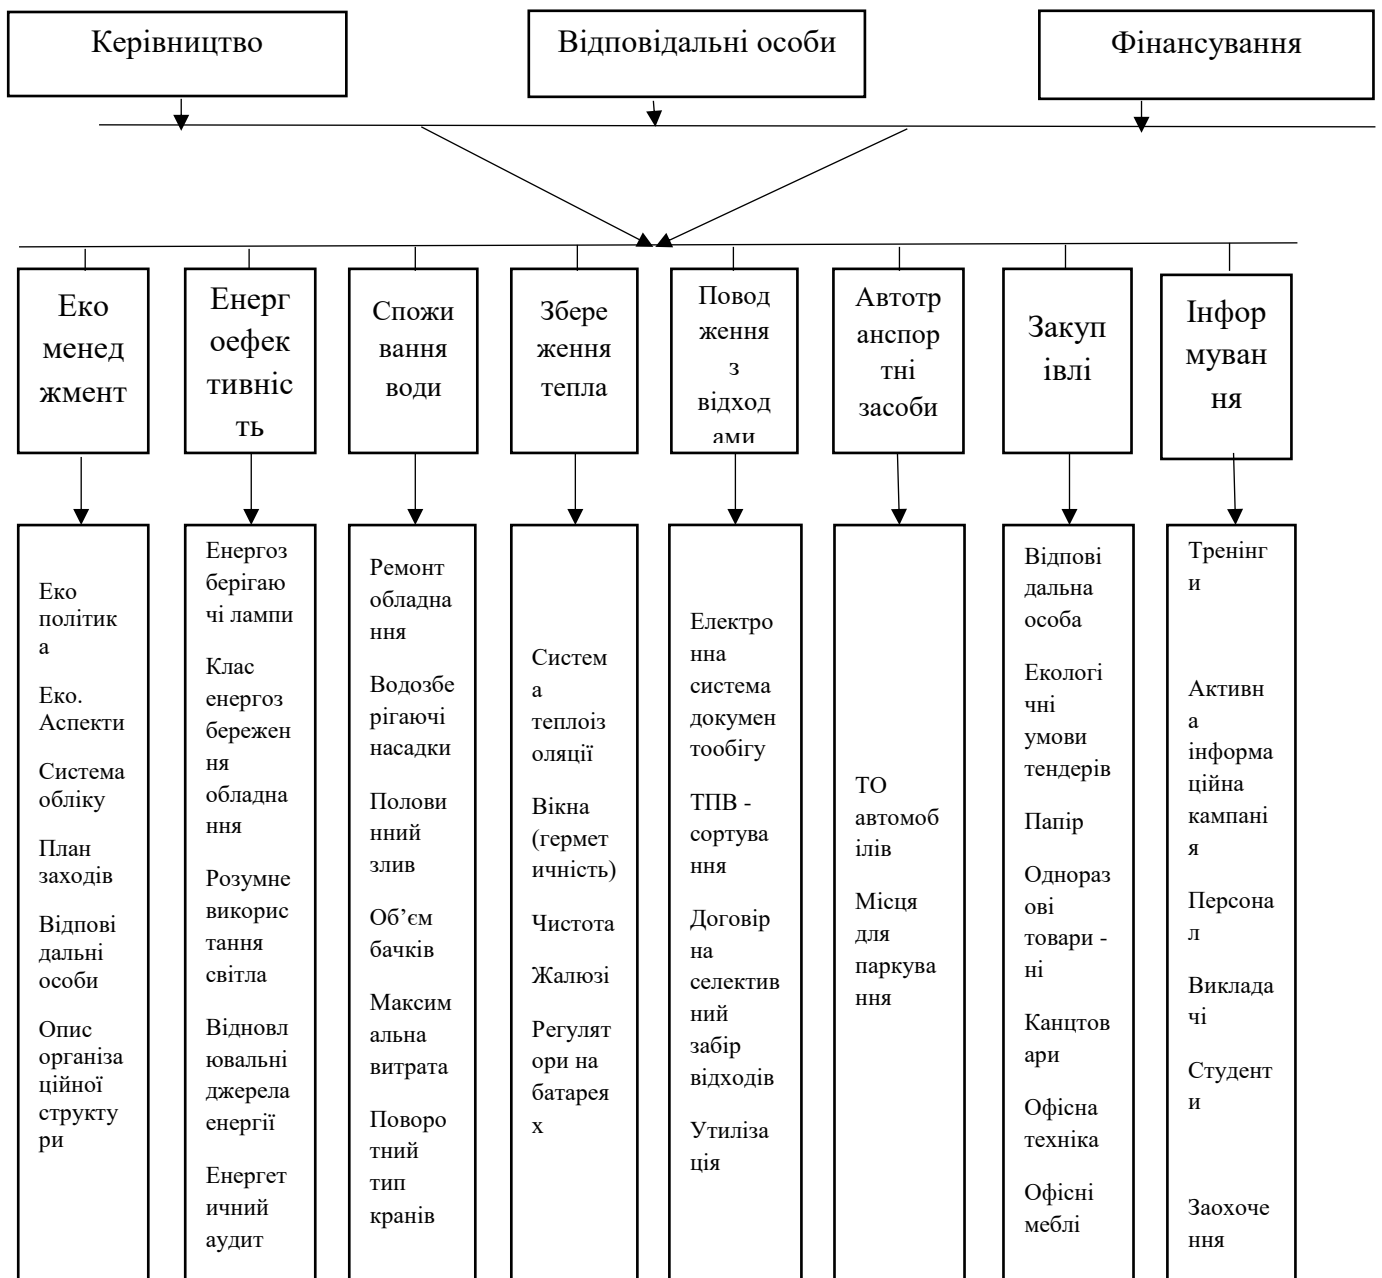 Керівництво
Відповідальні особи
Фінансування
Еко
менед
жмент
Енерг
оефек
тивніс
ть
Спожи
вання
води
Збере
ження
тепла
Повод
ження
з
відход
ами
Автотр
анспор
тні
засоби
Закуп
івлі
Інфор
муван
ня
Еко
політик
а
Еко.
Аспекти
Система
обліку
План
заходів
Відпові
дальні
особи
Опис
організа
ційної
структу
ри
Енергоз
берігаю
чі лампи
Клас
енергоз
бережен
ня
обладна
ння
Розумне
викорис
тання
світла
Відновл
ювальні
джерела
енергії
Енергет
ичний
аудит
Ремонт
обладна
ння
Водозбе
рігаючі
насадки
Полови
нний
злив
Об’єм
бачків
Максим
альна
витрата
Поворо
тний
тип
кранів
Систем
а
теплоіз
оляції
Вікна
(гермет
ичність)
Чистота
Жалюзі
Регулят
ори на
батарея
х
Електро
нна
система
докумен
тообігу
ТПВ -
сортува
ння
Договір
на
селектив
ний
забір
відходів
Утиліза
ція
ТО
автомоб
ілів
Місця
для
паркува
ння
Відпові
дальна
особа
Екологі
чні
умови
тендерів
Папір
Однораз
ові
товари -
ні
Канцтов
ари
Офісна
техніка
Офісні
меблі
Тренінг
и
Активн
а
інформа
ційна
кампані
я
Персона
л
Виклада
чі
Студент
и
Заохоче
ння